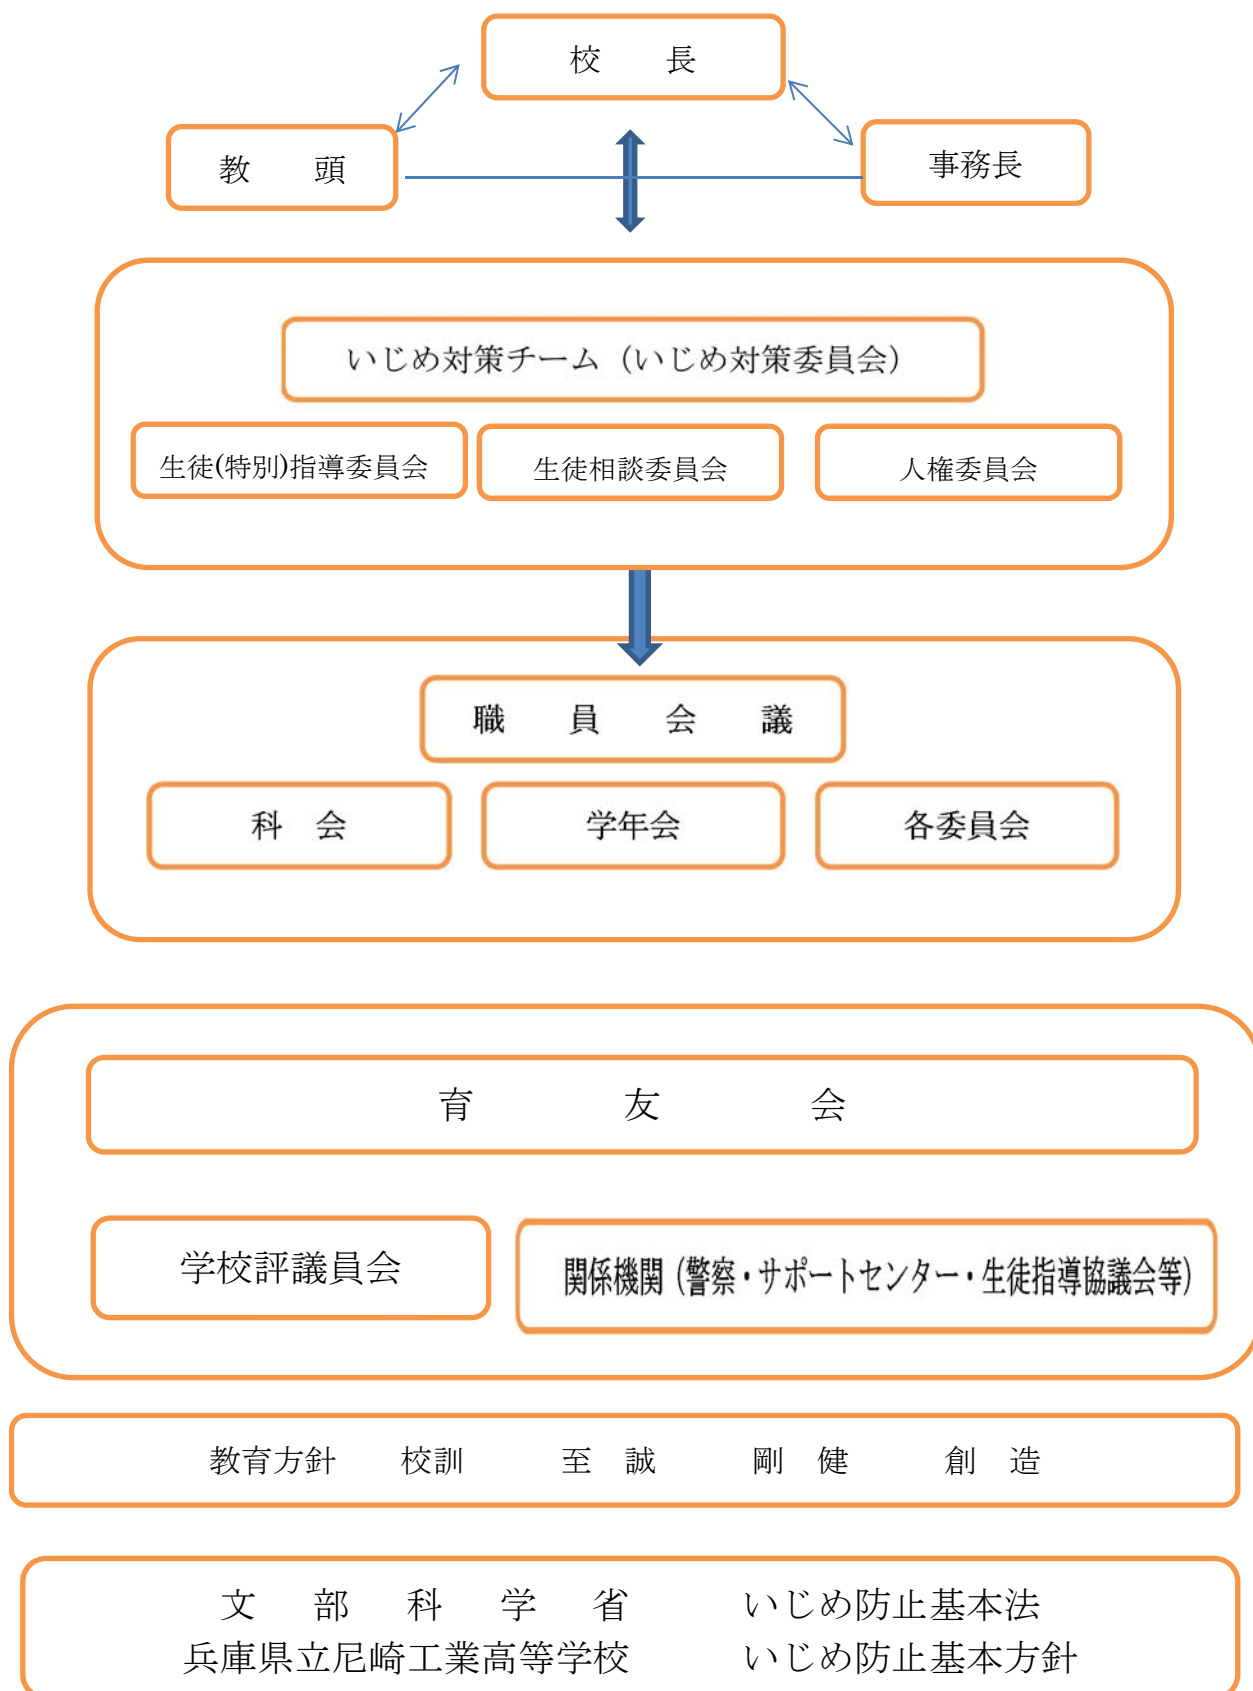 校　　長
教　　頭
事務長
いじめ対策チーム（いじめ対策委員会）
生徒(特別)指導委員会
生徒相談委員会
人権委員会
職　　員　　会　　議
科　会
学年会
各委員会
育　　　　友　　　　会
学校評議員会
関係機関（警察・サポートセンター・生徒指導協議会等）
教育方針　　校訓　　　至　誠　　　剛　健　　　創　造
文　部　科　学　省　　　いじめ防止基本法
兵庫県立尼崎工業高等学校　　　いじめ防止基本方針